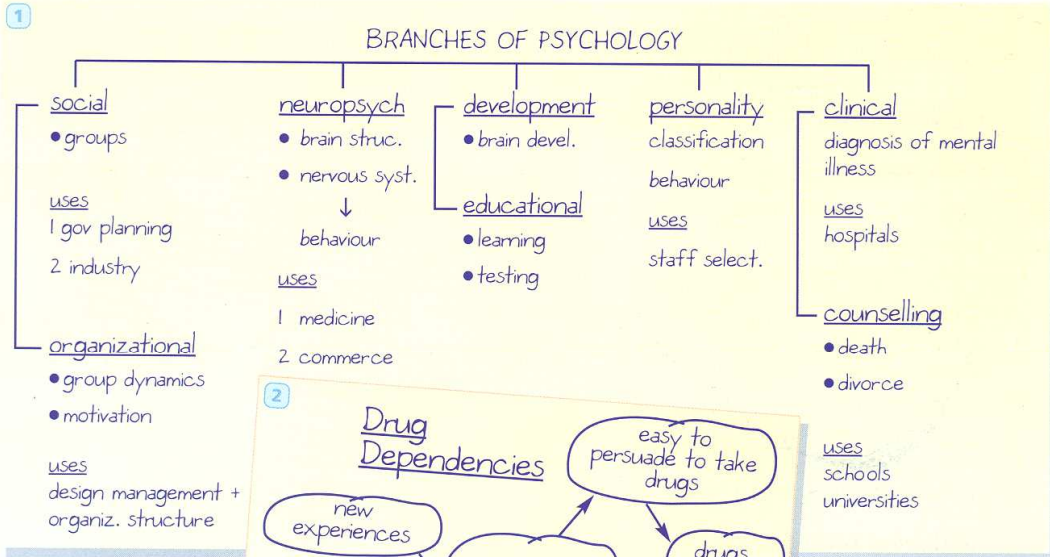 1
BRANCHES OF PSYCHOLOGY
social
• groups
uses
1 gov planning
2 industry
organizational
• group dynamics
• motivation
uses
design management +
organiz. structure
neuropsych
• brain struc.
• nervous syst.
↓
behaviour
uses
1 medicine
2 commerce
development
• brain devel.
educational
• learning
• testing
personality
classification
behaviour
uses
staff select.
clinical
diagnosis of mental
illness
uses
hospitals
counselling
• death
• divorce
uses
schools
universities
2
Drug
Dependencies
easy to
persuade to take
drugs
new
experiences
drugs